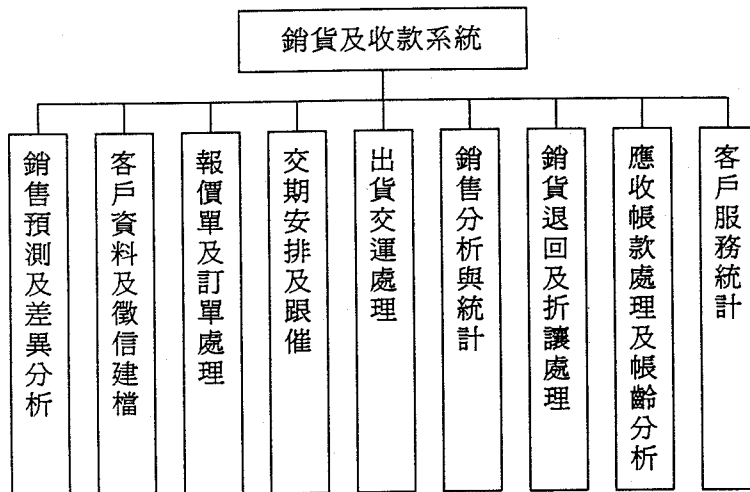 銷貨及收款系統
銷售預測及差異分析
客戶資料及徵信建檔
報價單及訂單處理
交期安排及跟催
出貨交運處理
銷售分析與統計
銷貨退回及折讓處理
應收帳款處理及帳齡分析
客戶服務統計